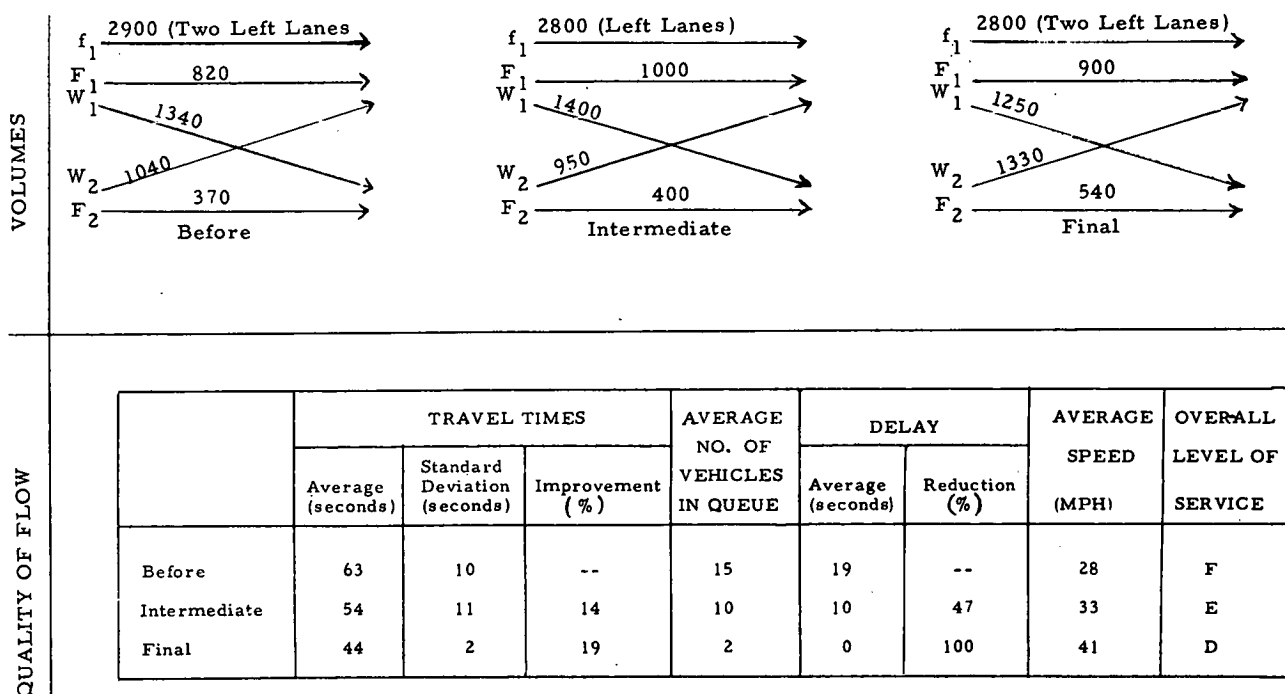 VOLUMES
2900 (Two Left Lanes
f1
820
F1
W1
1340
W2
1040
370
F2
Before
2800 (Left Lanes)
f1
1000
F1
W1
1400
W2
950
400
F2
Intermediate
2800 (Two Left Lanes)
f1
900
F1
W1
1250
W2
1330
540
F2
Final
QUALITY OF FLOW
TRAVEL TIMES
Average
(seconds)
Standard
Deviation
(seconds)
Improvement
(%)
AVERAGE
NO. OF
VEHICLES
IN QUEUE
DELAY
Average
(seconds)
Reduction
(%)
AVERAGE
SPEED
(MPH)
OVERALL
LEVEL OF
SERVICE
Before 63 10 -- 15 19 -- 28 F
Intermediate 54 11 14 10 10 47 33 E
Final 44 2 19 2 0 100 41 D